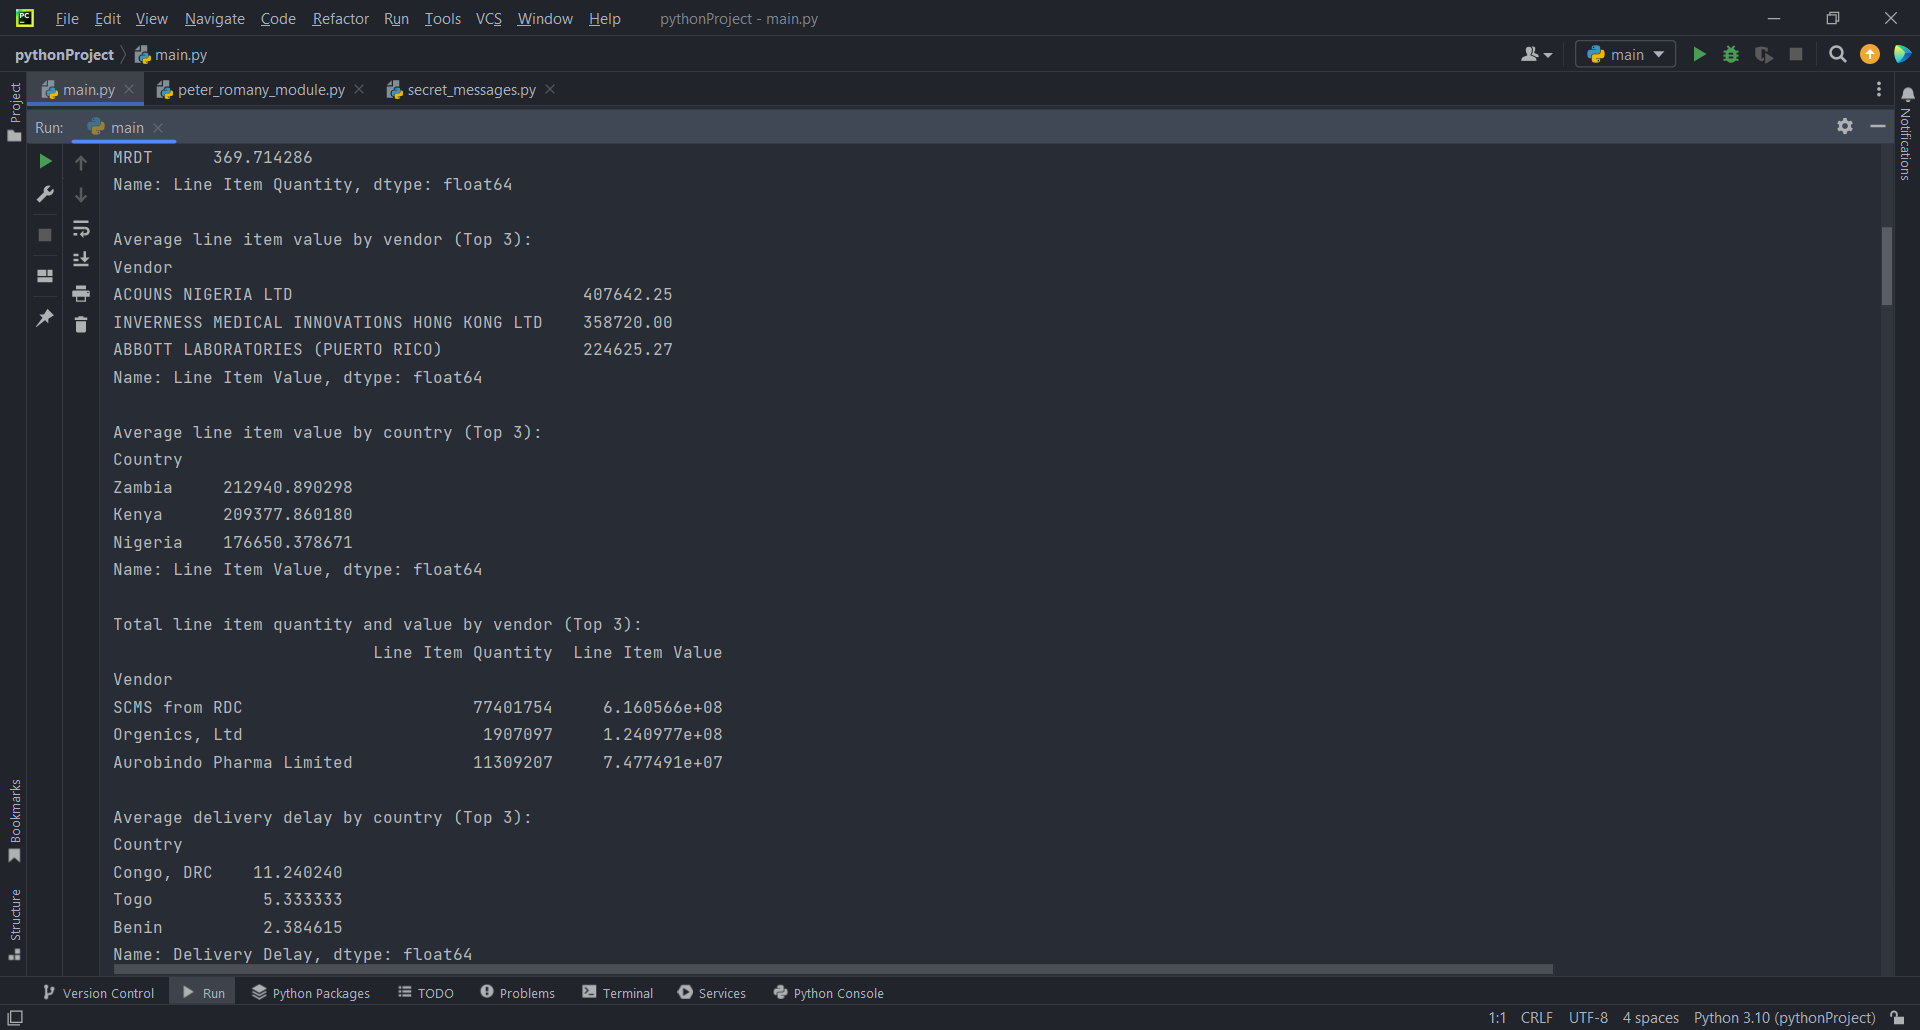 PC File Edit View Navigate Code Refactor Run Tools VCS Window Help pythonProject - main.py
pythonProject main.py main
main.py peter_romany_module.py secret_messages.py
Project
Notifications
Run: main
MRDT 369.714286
Name: Line Item Quantity, dtype: float64
Average line item value by vendor (Top 3):
Vendor
ACOUNS NIGERIA LTD 407642.25
INVERNESS MEDICAL INNOVATIONS HONG KONG LTD 358720.00
ABBOTT LABORATORIES (PUERTO RICO) 224625.27
Name: Line Item Value, dtype: float64
Average line item value by country (Top 3):
Country
Zambia 212940.890298
Kenya 209377.860180
Nigeria 176650.378671
Name: Line Item Value, dtype: float64
Total line item quantity and value by vendor (Top 3):
Line Item Quantity Line Item Value
Vendor
SCMS from RDC 77401754 6.160566e+08
Orgenics, Ltd 1907097 1.240977e+08
Aurobindo Pharma Limited 11309207 7.477491e+07
Average delivery delay by country (Top 3):
Country
Congo, DRC 11.240240
Togo 5.333333
Benin 2.384615
Name: Delivery Delay, dtype: float64
Bookmarks
Structure
Version Control Run Python Packages TODO Problems Terminal Services Python Console
1:1 CRLF UTF-8 4 spaces Python 3.10 (pythonProject)